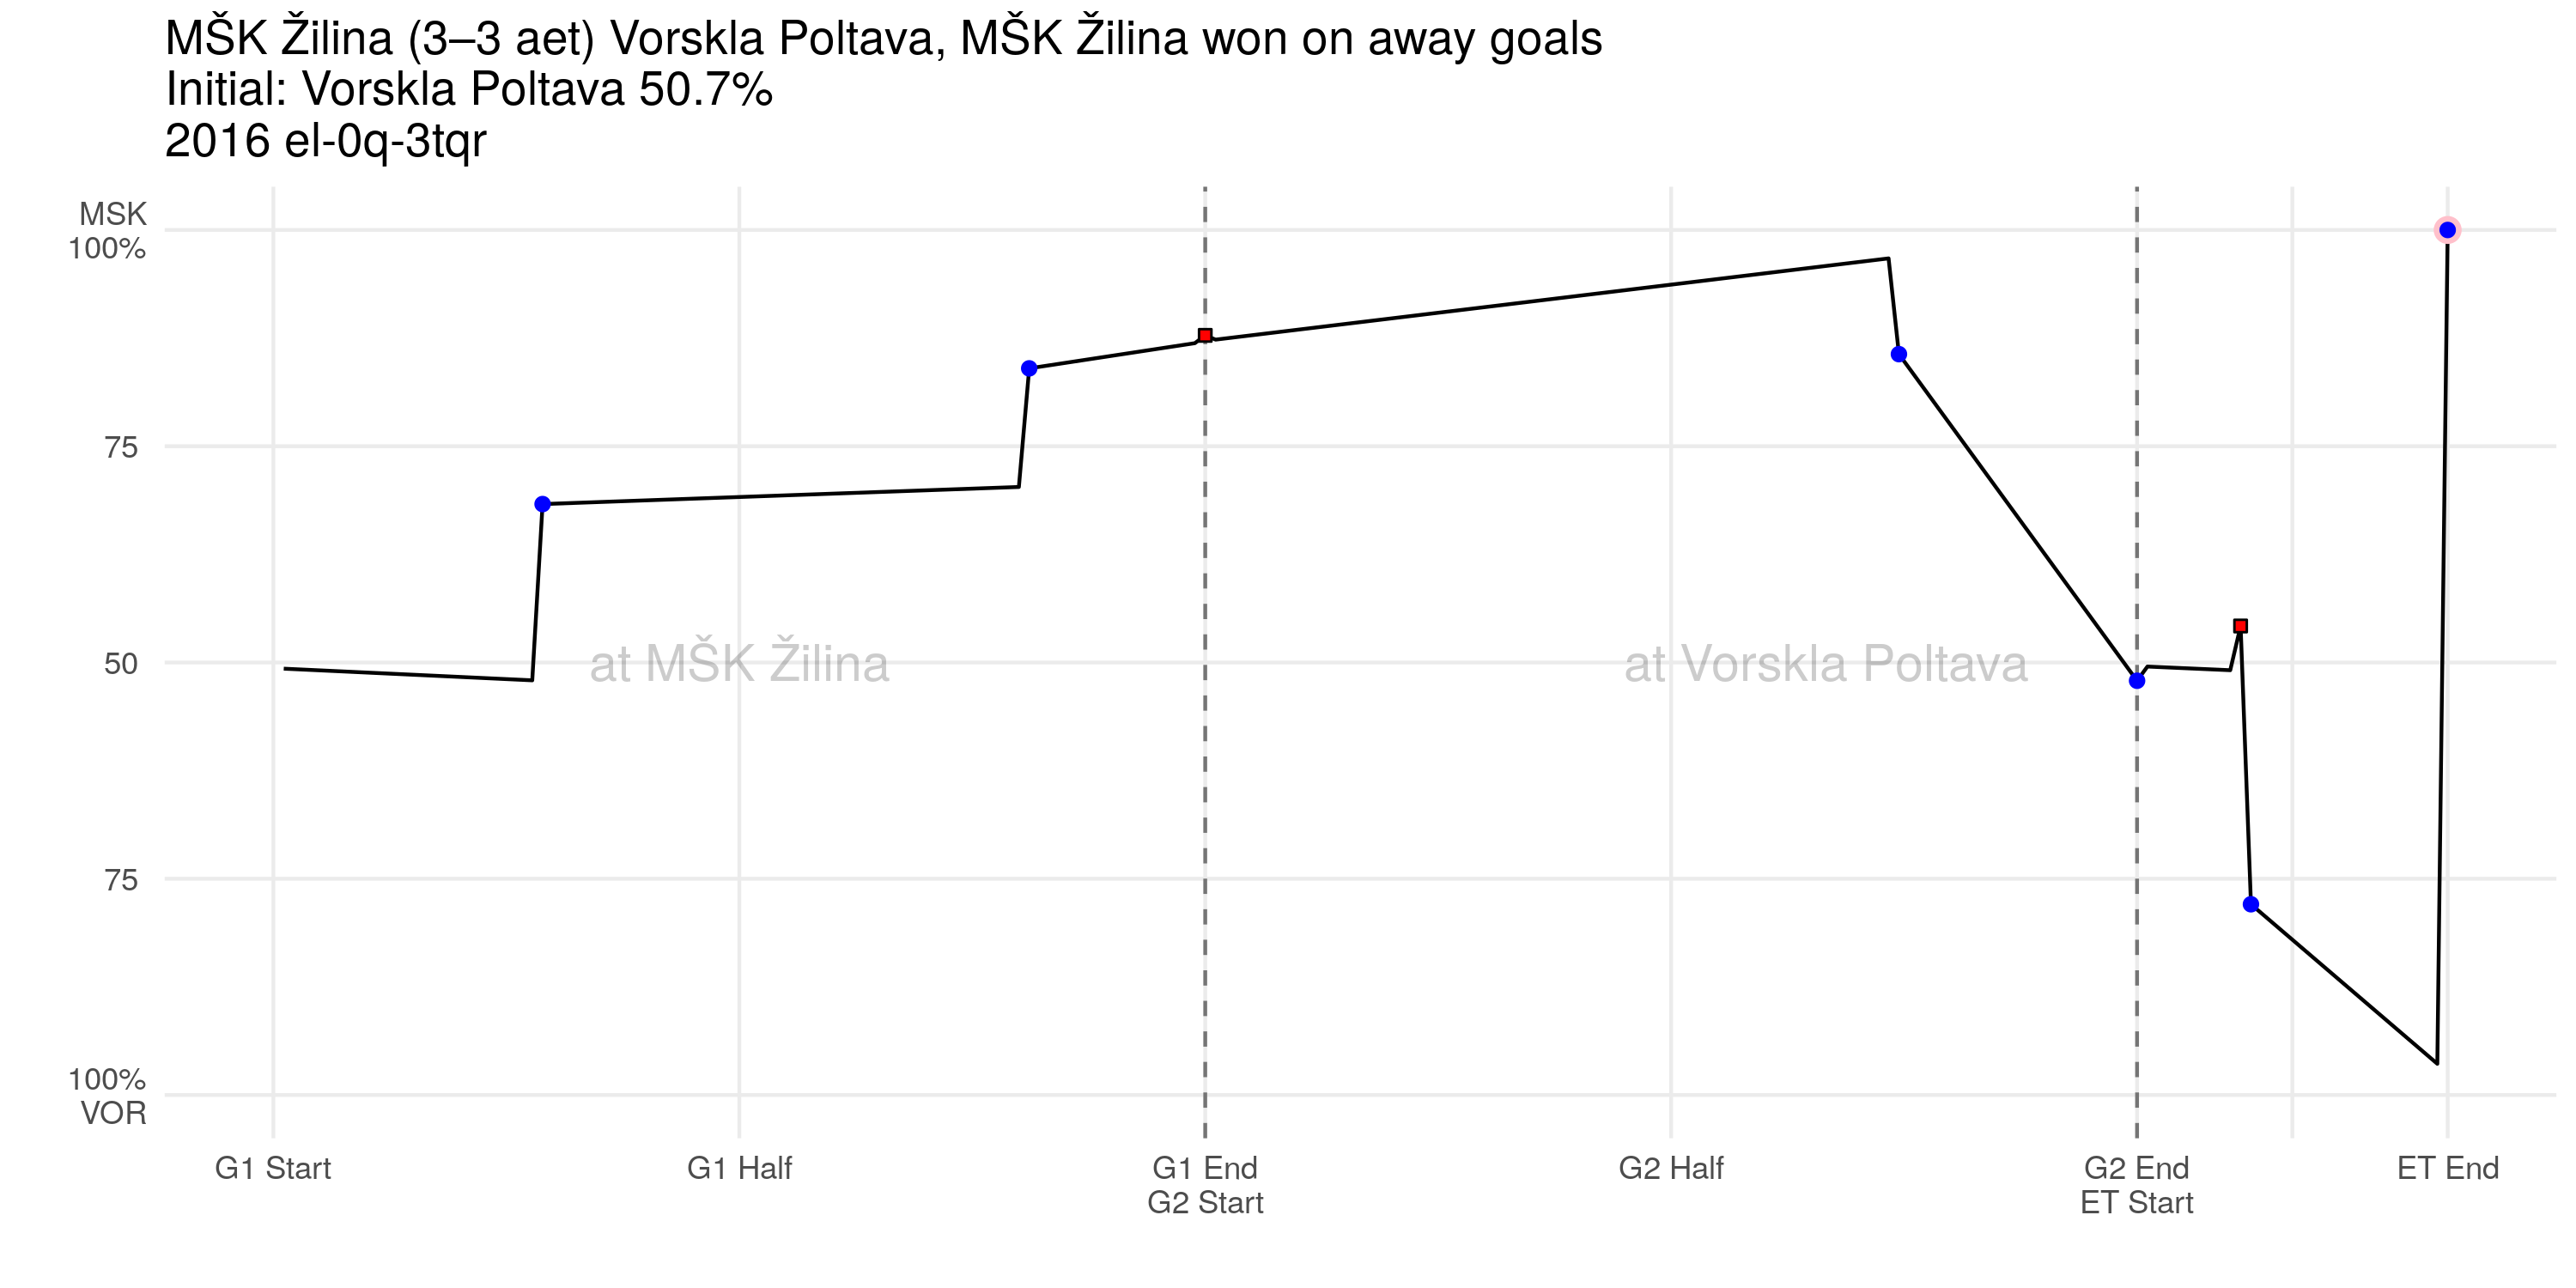 MŠK Žilina (3–3 aet) Vorskla Poltava, MŠK Žilina won on away goals
Initial: Vorskla Poltava 50.7%
2016 el-0q-3tqr
MSK
100%
75
50
75
100%
VOR
at MŠK Žilina
at Vorskla Poltava
G1 Start
G1 Half
G1 End
G2 Start
G2 Half
G2 End
ET Start
ET End